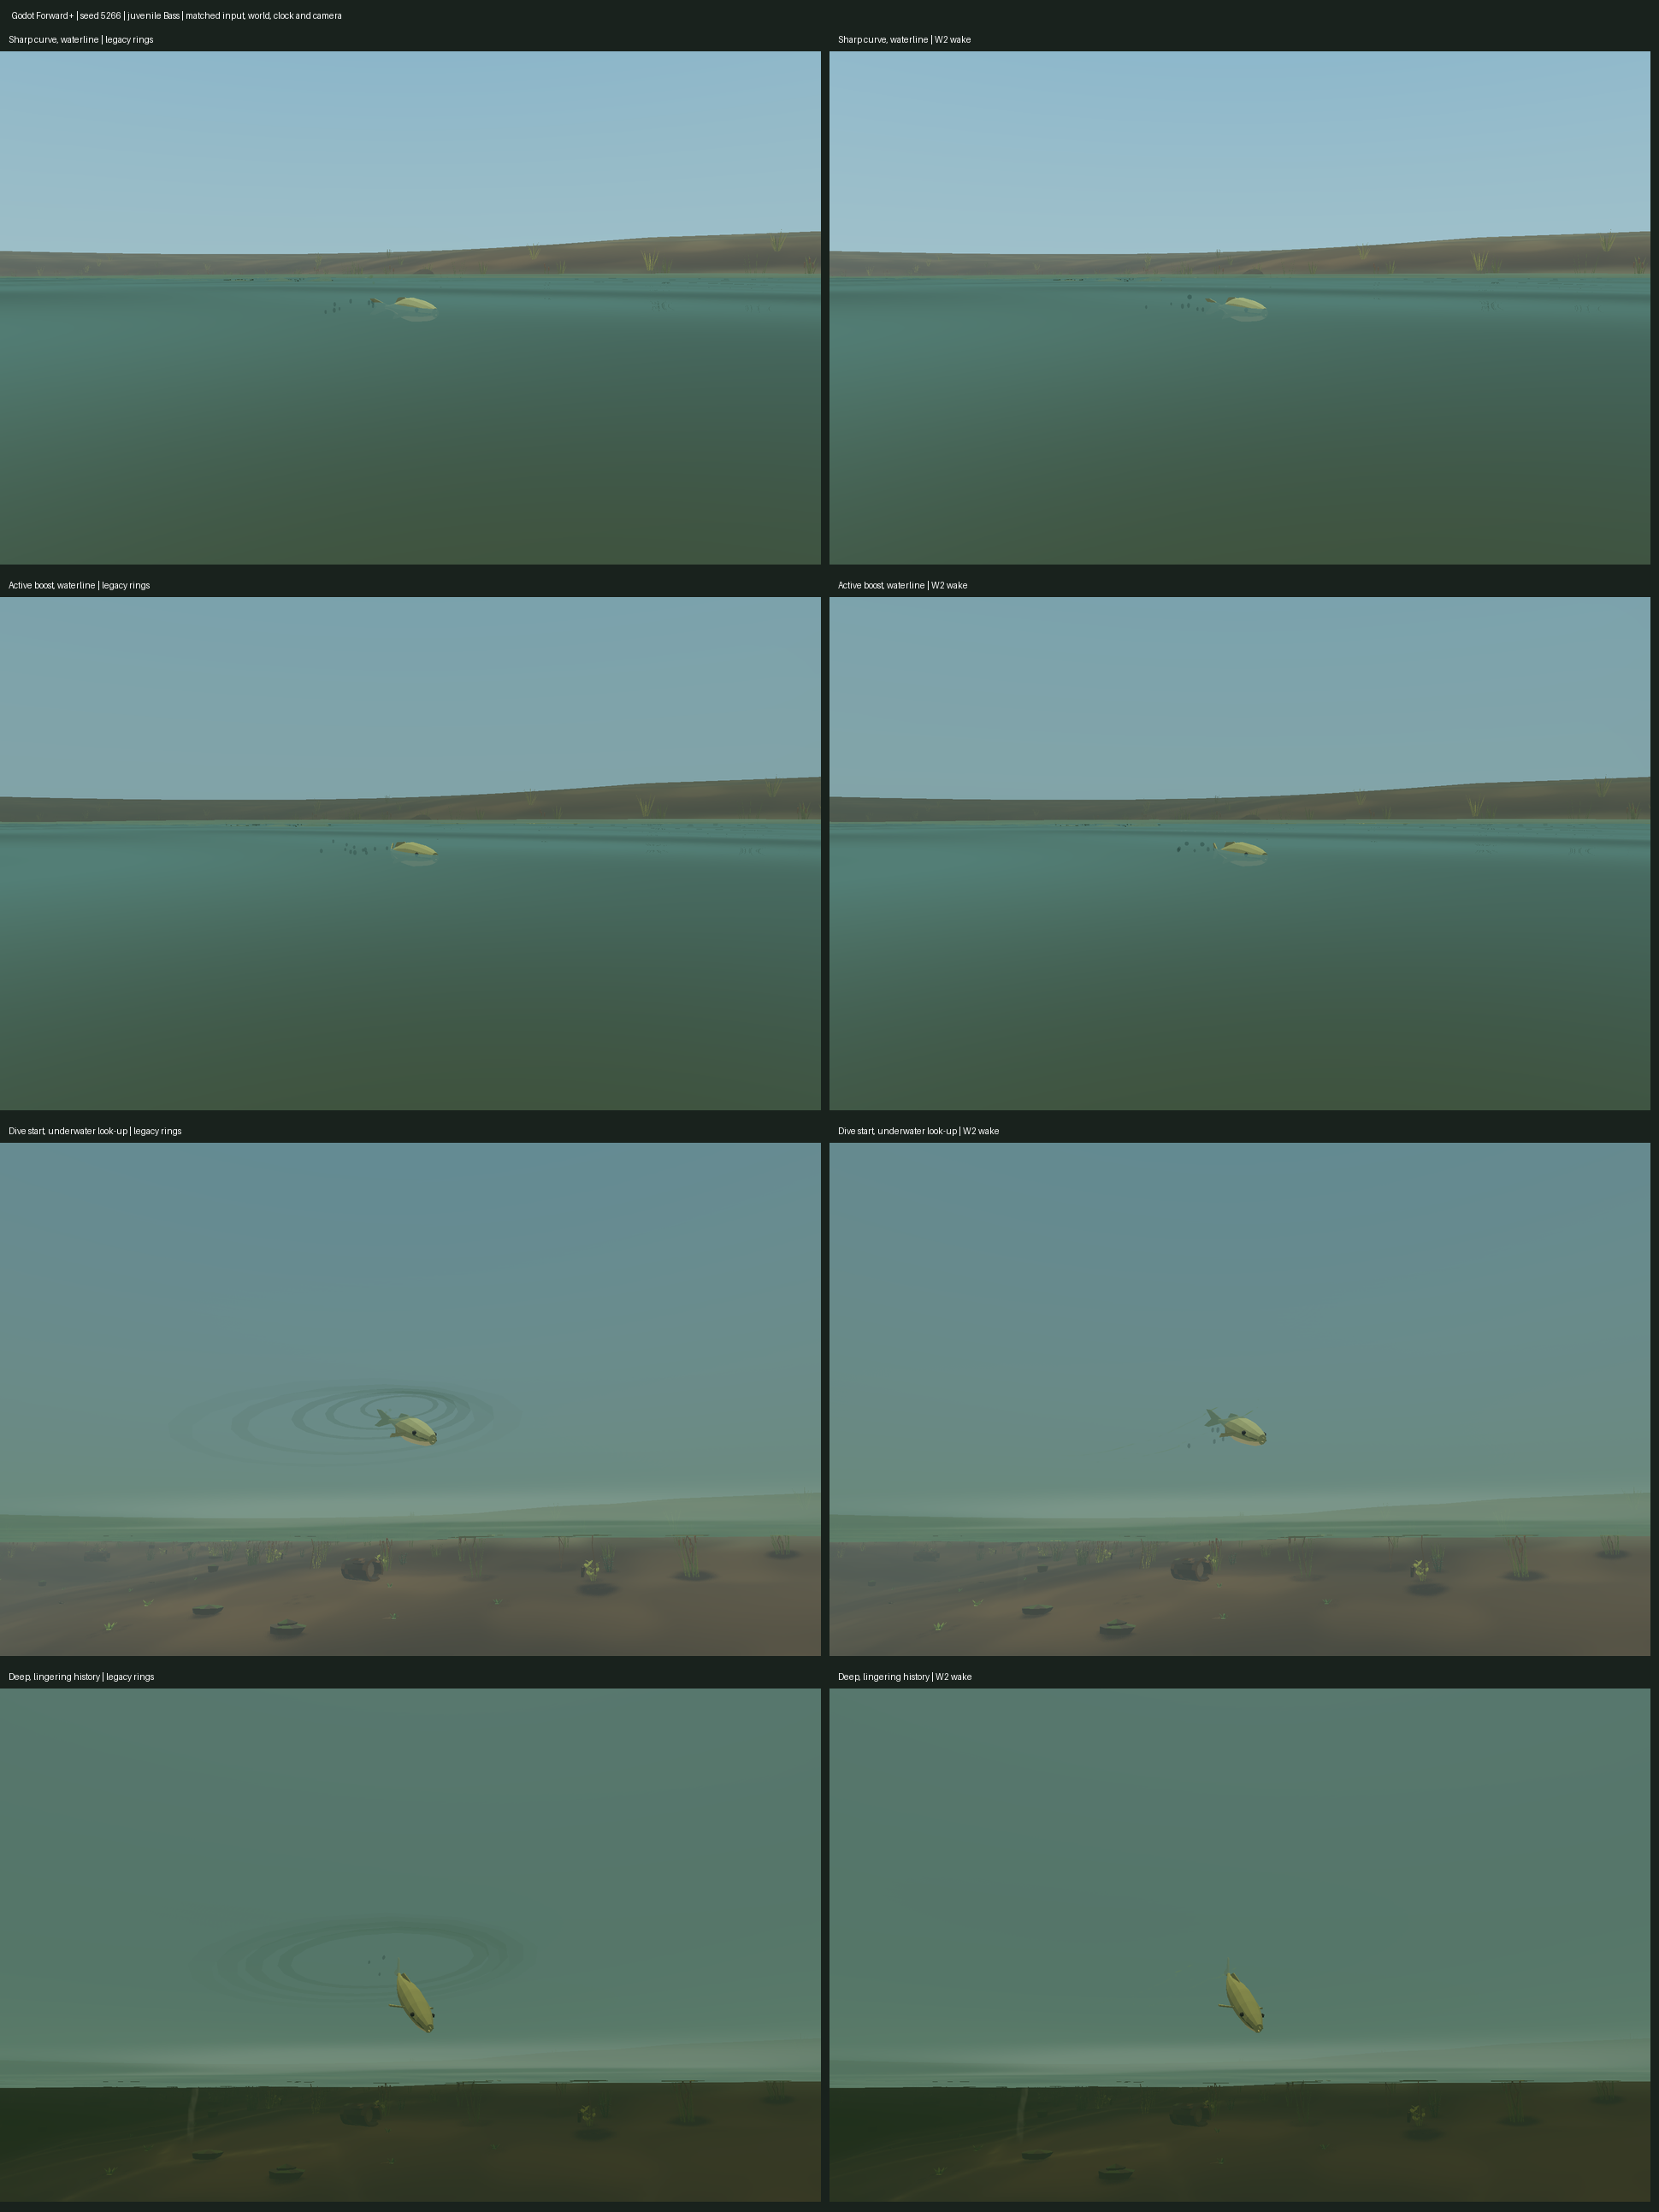 Godot Forward+ | seed 5266 | juvenile Bass | matched input, world, clock and camera
Sharp curve, waterline | legacy rings
Sharp curve, waterline | W2 wake
Active boost, waterline | legacy rings
Active boost, waterline | W2 wake
Dive start, underwater look-up | legacy rings
Dive start, underwater look-up | W2 wake
Deep, lingering history | legacy rings
Deep, lingering history | W2 wake